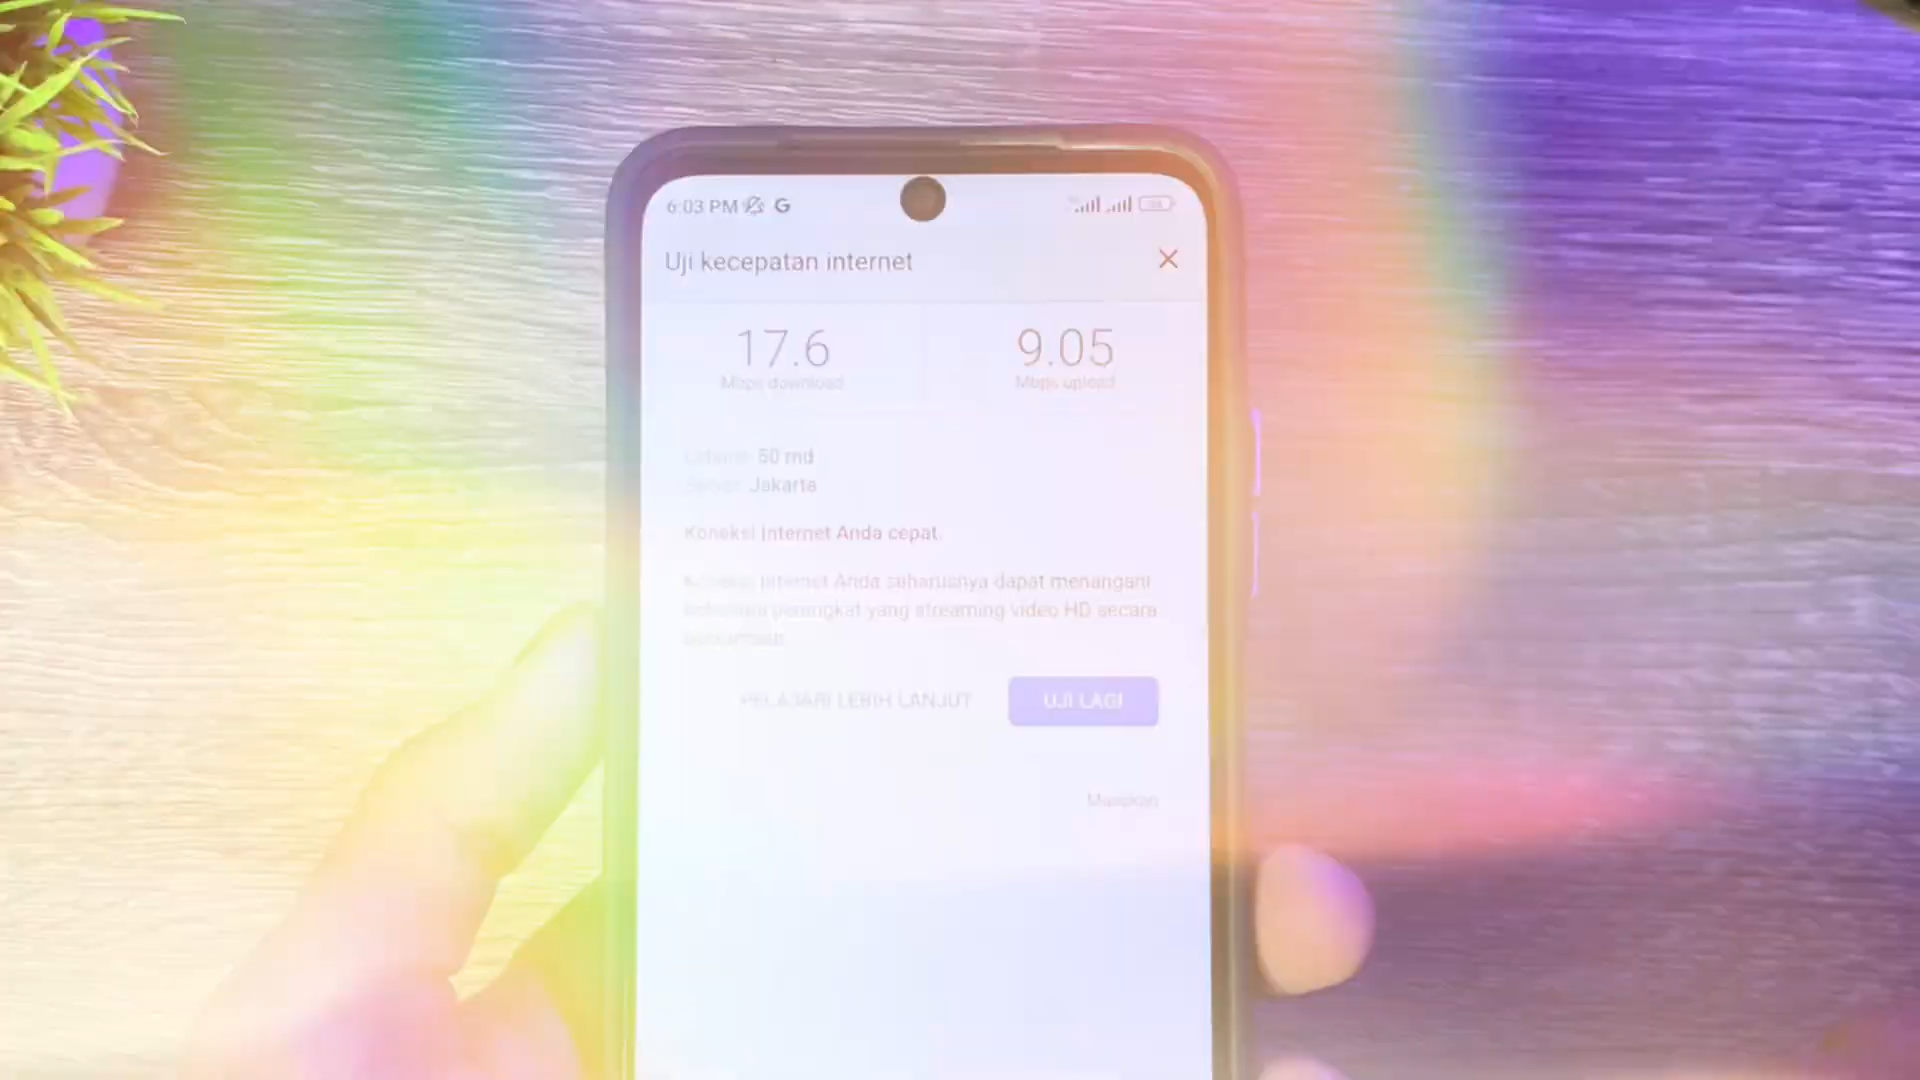 6:03 PM G
Uji kecepatan internet
17.6
Mbps download
9.05
Mbps upload
Latensi: 50 md
Server: Jakarta
Koneksi Internet Anda cepat.
Koneksi Internet Anda seharusnya dapat menangani
perangkat yang streaming video HD secara
PELAJARI LEBIH LANJUT
UJI LAGI
Masukan